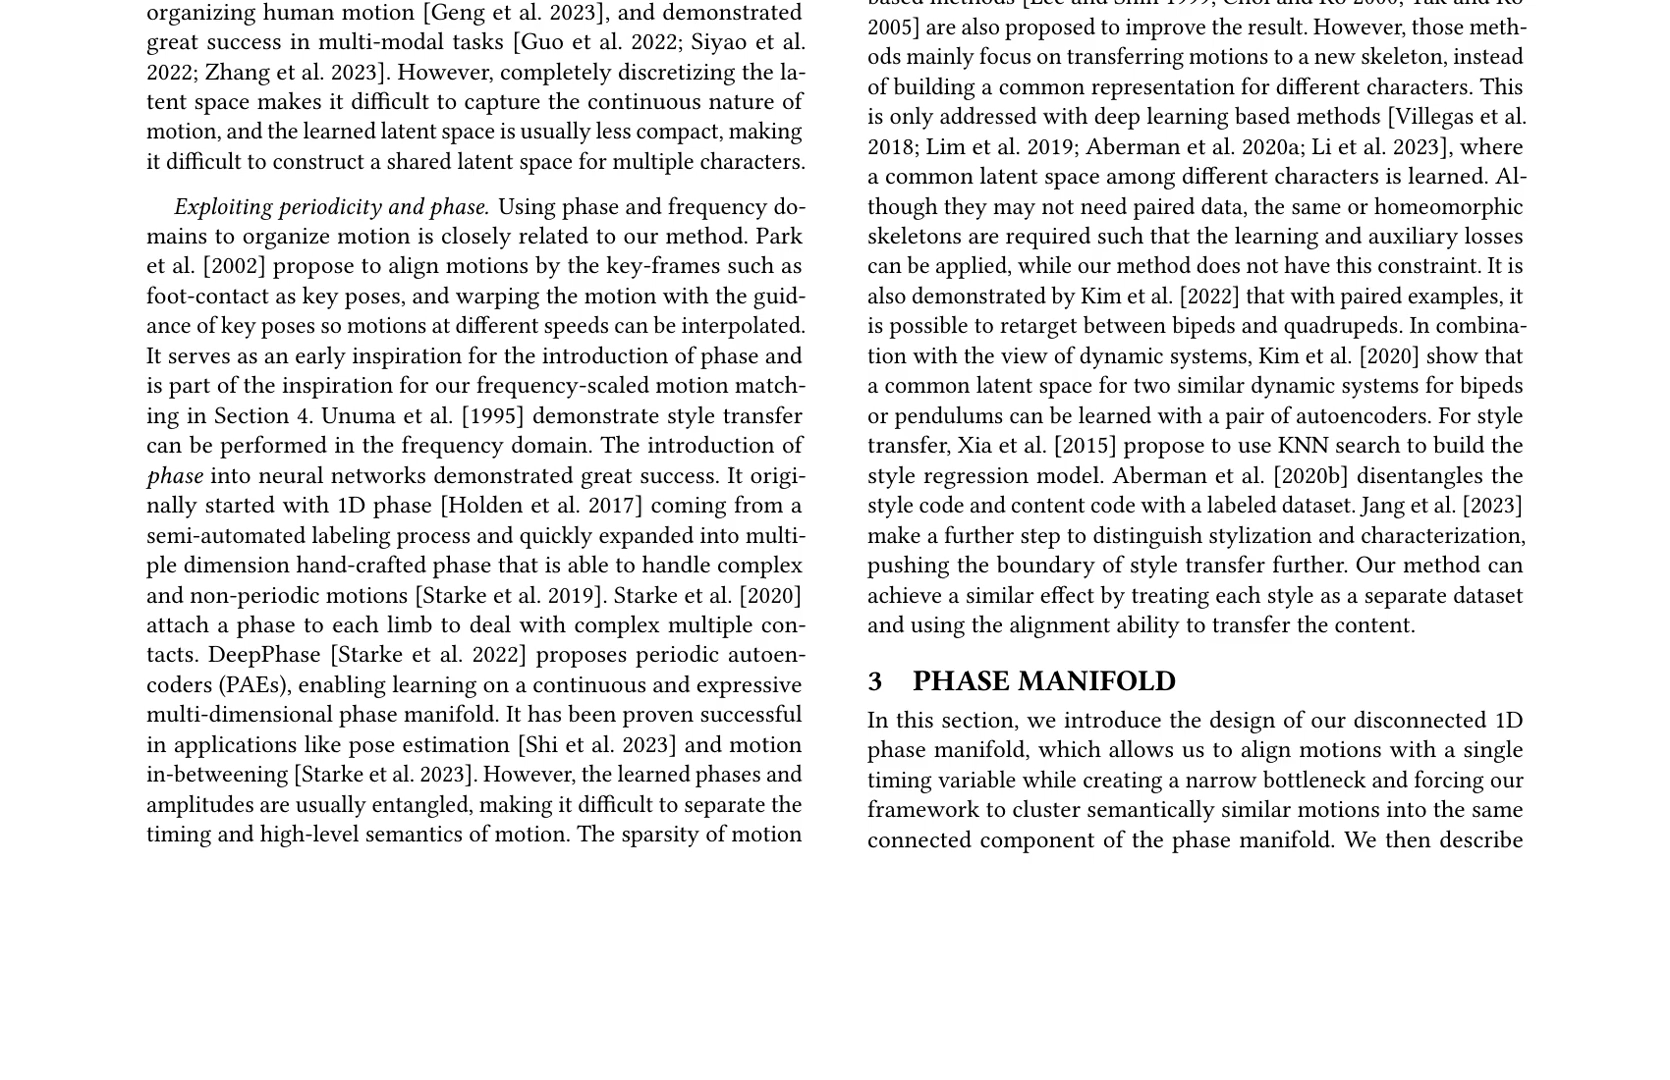 organizing human motion [Geng et al. 2023], and demonstrated
great success in multi-modal tasks [Guo et al. 2022; Siyao et al.
2022; Zhang et al. 2023]. However, completely discretizing the la-
tent space makes it difficult to capture the continuous nature of
motion, and the learned latent space is usually less compact, making
it difficult to construct a shared latent space for multiple characters.
Exploiting periodicity and phase. Using phase and frequency do-
mains to organize motion is closely related to our method. Park
et al. [2002] propose to align motions by the key-frames such as
foot-contact as key poses, and warping the motion with the guid-
ance of key poses so motions at different speeds can be interpolated.
It serves as an early inspiration for the introduction of phase and
is part of the inspiration for our frequency-scaled motion match-
ing in Section 4. Unuma et al. [1995] demonstrate style transfer
can be performed in the frequency domain. The introduction of
phase into neural networks demonstrated great success. It origi-
nally started with 1D phase [Holden et al. 2017] coming from a
semi-automated labeling process and quickly expanded into multi-
ple dimension hand-crafted phase that is able to handle complex
and non-periodic motions [Starke et al. 2019]. Starke et al. [2020]
attach a phase to each limb to deal with complex multiple con-
tacts. DeepPhase [Starke et al. 2022] proposes periodic autoen-
coders (PAEs), enabling learning on a continuous and expressive
multi-dimensional phase manifold. It has been proven successful
in applications like pose estimation [Shi et al. 2023] and motion
in-betweening [Starke et al. 2023]. However, the learned phases and
amplitudes are usually entangled, making it difficult to separate the
timing and high-level semantics of motion. The sparsity of motion
based methods [Lee and Shin 1999; Choi and Ko 2000; Tak and Ko
2005] are also proposed to improve the result. However, those meth-
ods mainly focus on transferring motions to a new skeleton, instead
of building a common representation for different characters. This
is only addressed with deep learning based methods [Villegas et al.
2018; Lim et al. 2019; Aberman et al. 2020a; Li et al. 2023], where
a common latent space among different characters is learned. Al-
though they may not need paired data, the same or homeomorphic
skeletons are required such that the learning and auxiliary losses
can be applied, while our method does not have this constraint. It is
also demonstrated by Kim et al. [2022] that with paired examples, it
is possible to retarget between bipeds and quadrupeds. In combina-
tion with the view of dynamic systems, Kim et al. [2020] show that
a common latent space for two similar dynamic systems for bipeds
or pendulums can be learned with a pair of autoencoders. For style
transfer, Xia et al. [2015] propose to use KNN search to build the
style regression model. Aberman et al. [2020b] disentangles the
style code and content code with a labeled dataset. Jang et al. [2023]
make a further step to distinguish stylization and characterization,
pushing the boundary of style transfer further. Our method can
achieve a similar effect by treating each style as a separate dataset
and using the alignment ability to transfer the content.
3 PHASE MANIFOLD
In this section, we introduce the design of our disconnected 1D
phase manifold, which allows us to align motions with a single
timing variable while creating a narrow bottleneck and forcing our
framework to cluster semantically similar motions into the same
connected component of the phase manifold. We then describe